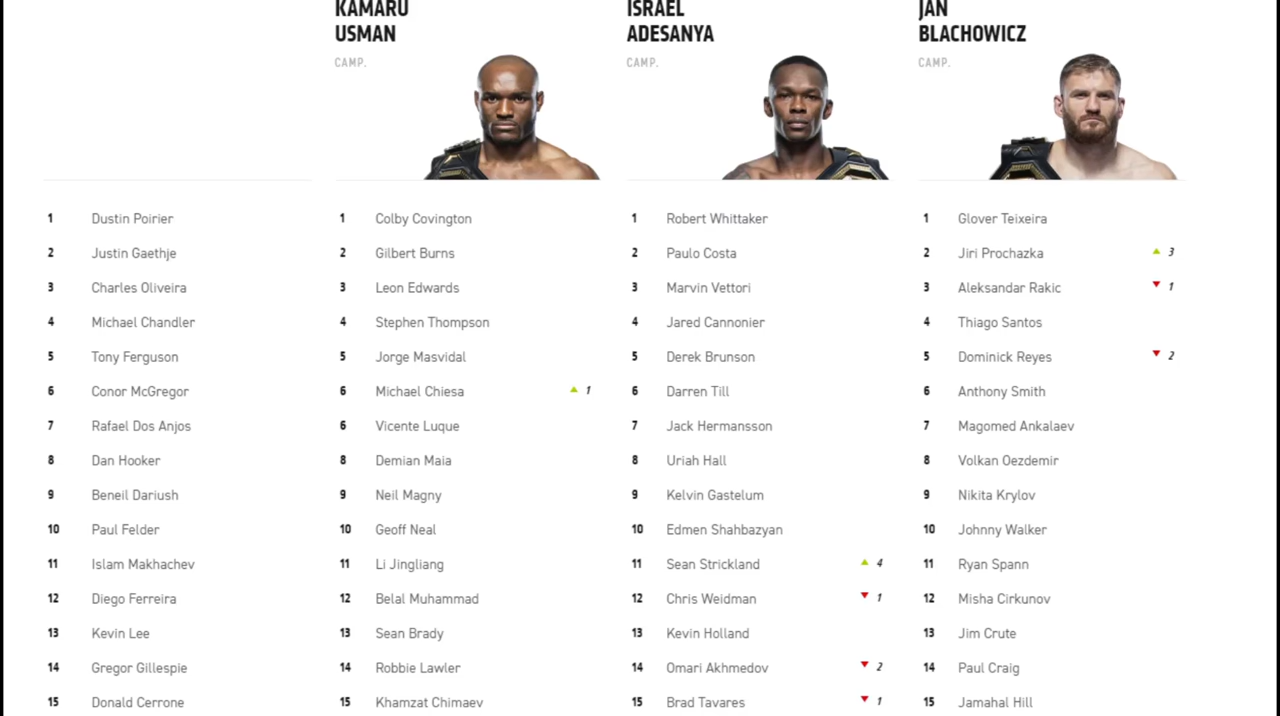 KAMARU
USMAN
CAMP.
ISRAEL
ADESANYA
CAMP.
JAN
BLACHOWICZ
CAMP.
1 Dustin Poirier
2 Justin Gaethje
3 Charles Oliveira
4 Michael Chandler
5 Tony Ferguson
6 Conor McGregor
7 Rafael Dos Anjos
8 Dan Hooker
9 Beneil Dariush
10 Paul Felder
11 Islam Makhachev
12 Diego Ferreira
13 Kevin Lee
14 Gregor Gillespie
15 Donald Cerrone
1 Colby Covington
2 Gilbert Burns
3 Leon Edwards
4 Stephen Thompson
5 Jorge Masvidal
6 Michael Chiesa 1
6 Vicente Luque
8 Demian Maia
9 Neil Magny
10 Geoff Neal
11 Li Jingliang
12 Belal Muhammad
13 Sean Brady
14 Robbie Lawler
15 Khamzat Chimaev
1 Robert Whittaker
2 Paulo Costa
3 Marvin Vettori
4 Jared Cannonier
5 Derek Brunson
6 Darren Till
7 Jack Hermansson
8 Uriah Hall
9 Kelvin Gastelum
10 Edmen Shahbazyan
11 Sean Strickland 4
12 Chris Weidman 1
13 Kevin Holland
14 Omari Akhmedov 2
15 Brad Tavares 1
1 Glover Teixeira
2 Jiri Prochazka 3
3 Aleksandar Rakic 1
4 Thiago Santos
5 Dominick Reyes 2
6 Anthony Smith
7 Magomed Ankalaev
8 Volkan Oezdemir
9 Nikita Krylov
10 Johnny Walker
11 Ryan Spann
12 Misha Cirkunov
13 Jim Crute
14 Paul Craig
15 Jamahal Hill